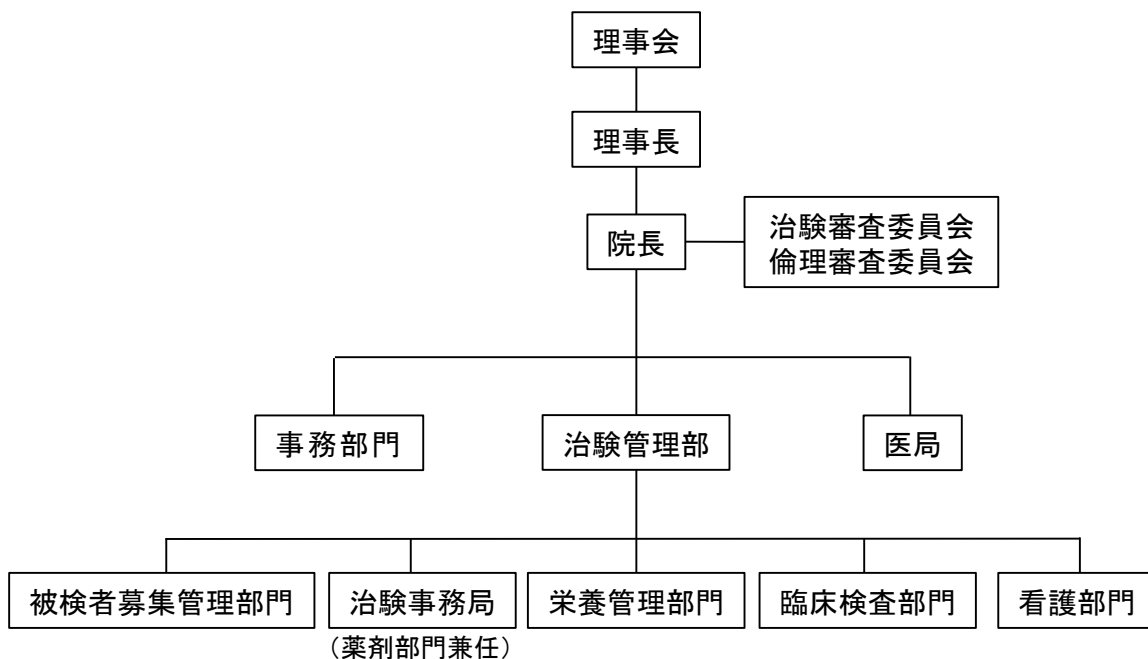 理事会
理事長
院長
治験審査委員会
倫理審査委員会
事務部門
治験管理部
医局
被検者募集管理部門
治験事務局
栄養管理部門
臨床検査部門
看護部門
（薬剤部門兼任）